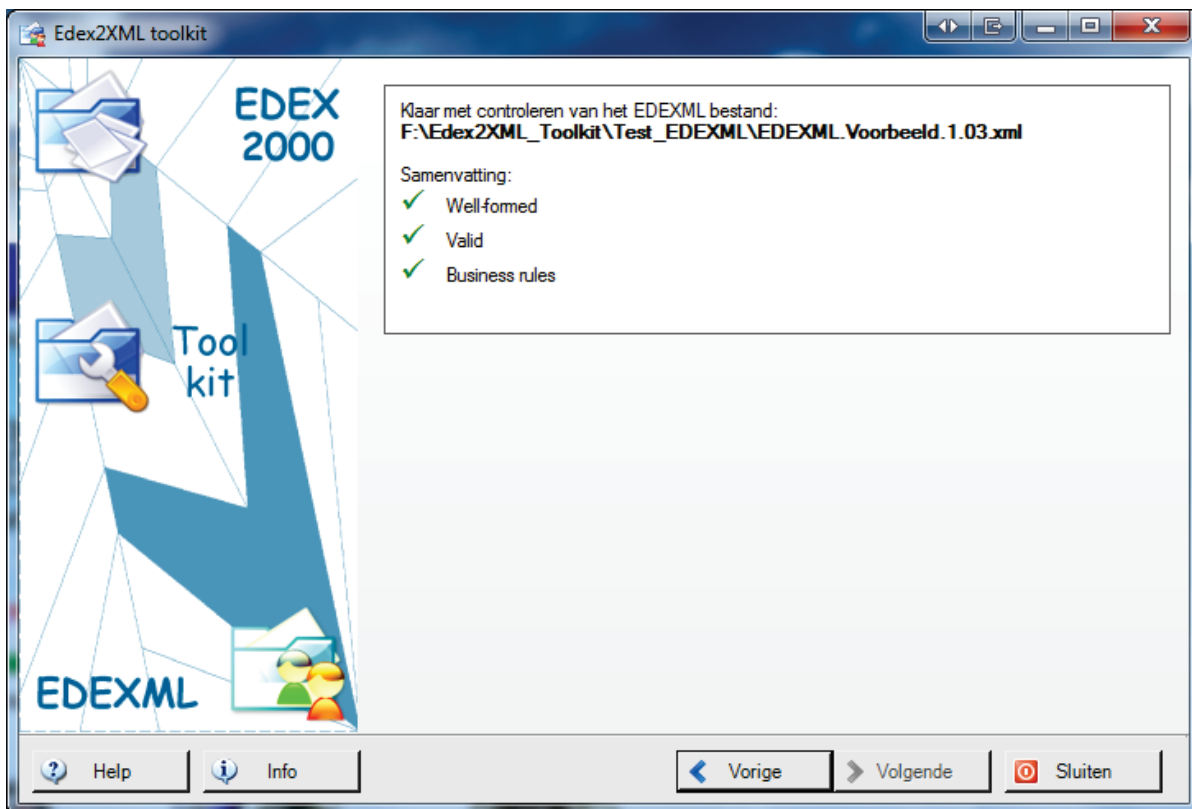 Edex2XML toolkit
EDEX
2000
Tool
kit
EDEXML
Klaar met controleren van het EDEXML bestand:
F:\Edex2XML_Toolkit\Test_EDEXML\EDEXML.Voorbeeld.1.03.xml
Samenvatting:
Well-formed
Valid
Business rules
Help
Info
Vorige
Volgende
Sluiten